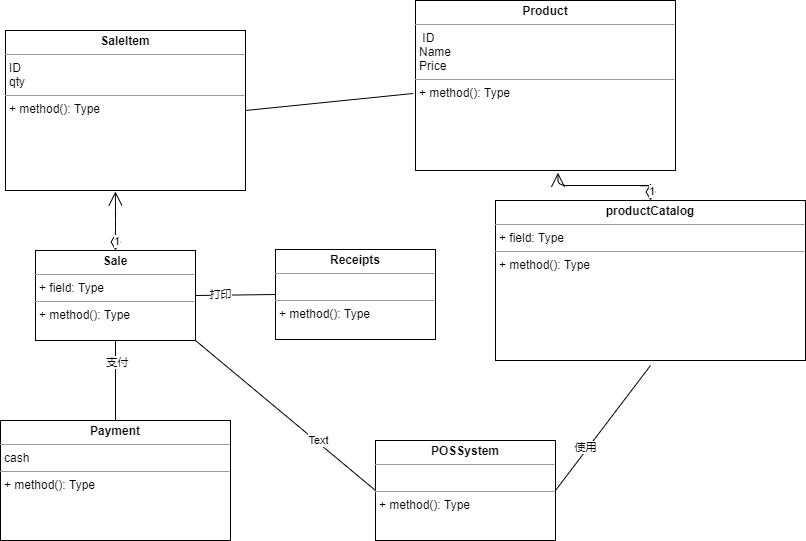 SaleItem
ID
qty
+ method(): Type
Product
ID
Name
Price
+ method(): Type
1
1
productCatalog
+ field: Type
+ method(): Type
Sale
+ field: Type
+ method(): Type
打印
Receipts
+ method(): Type
支付
Payment
cash
+ method(): Type
Text
POSSystem
+ method(): Type
使用